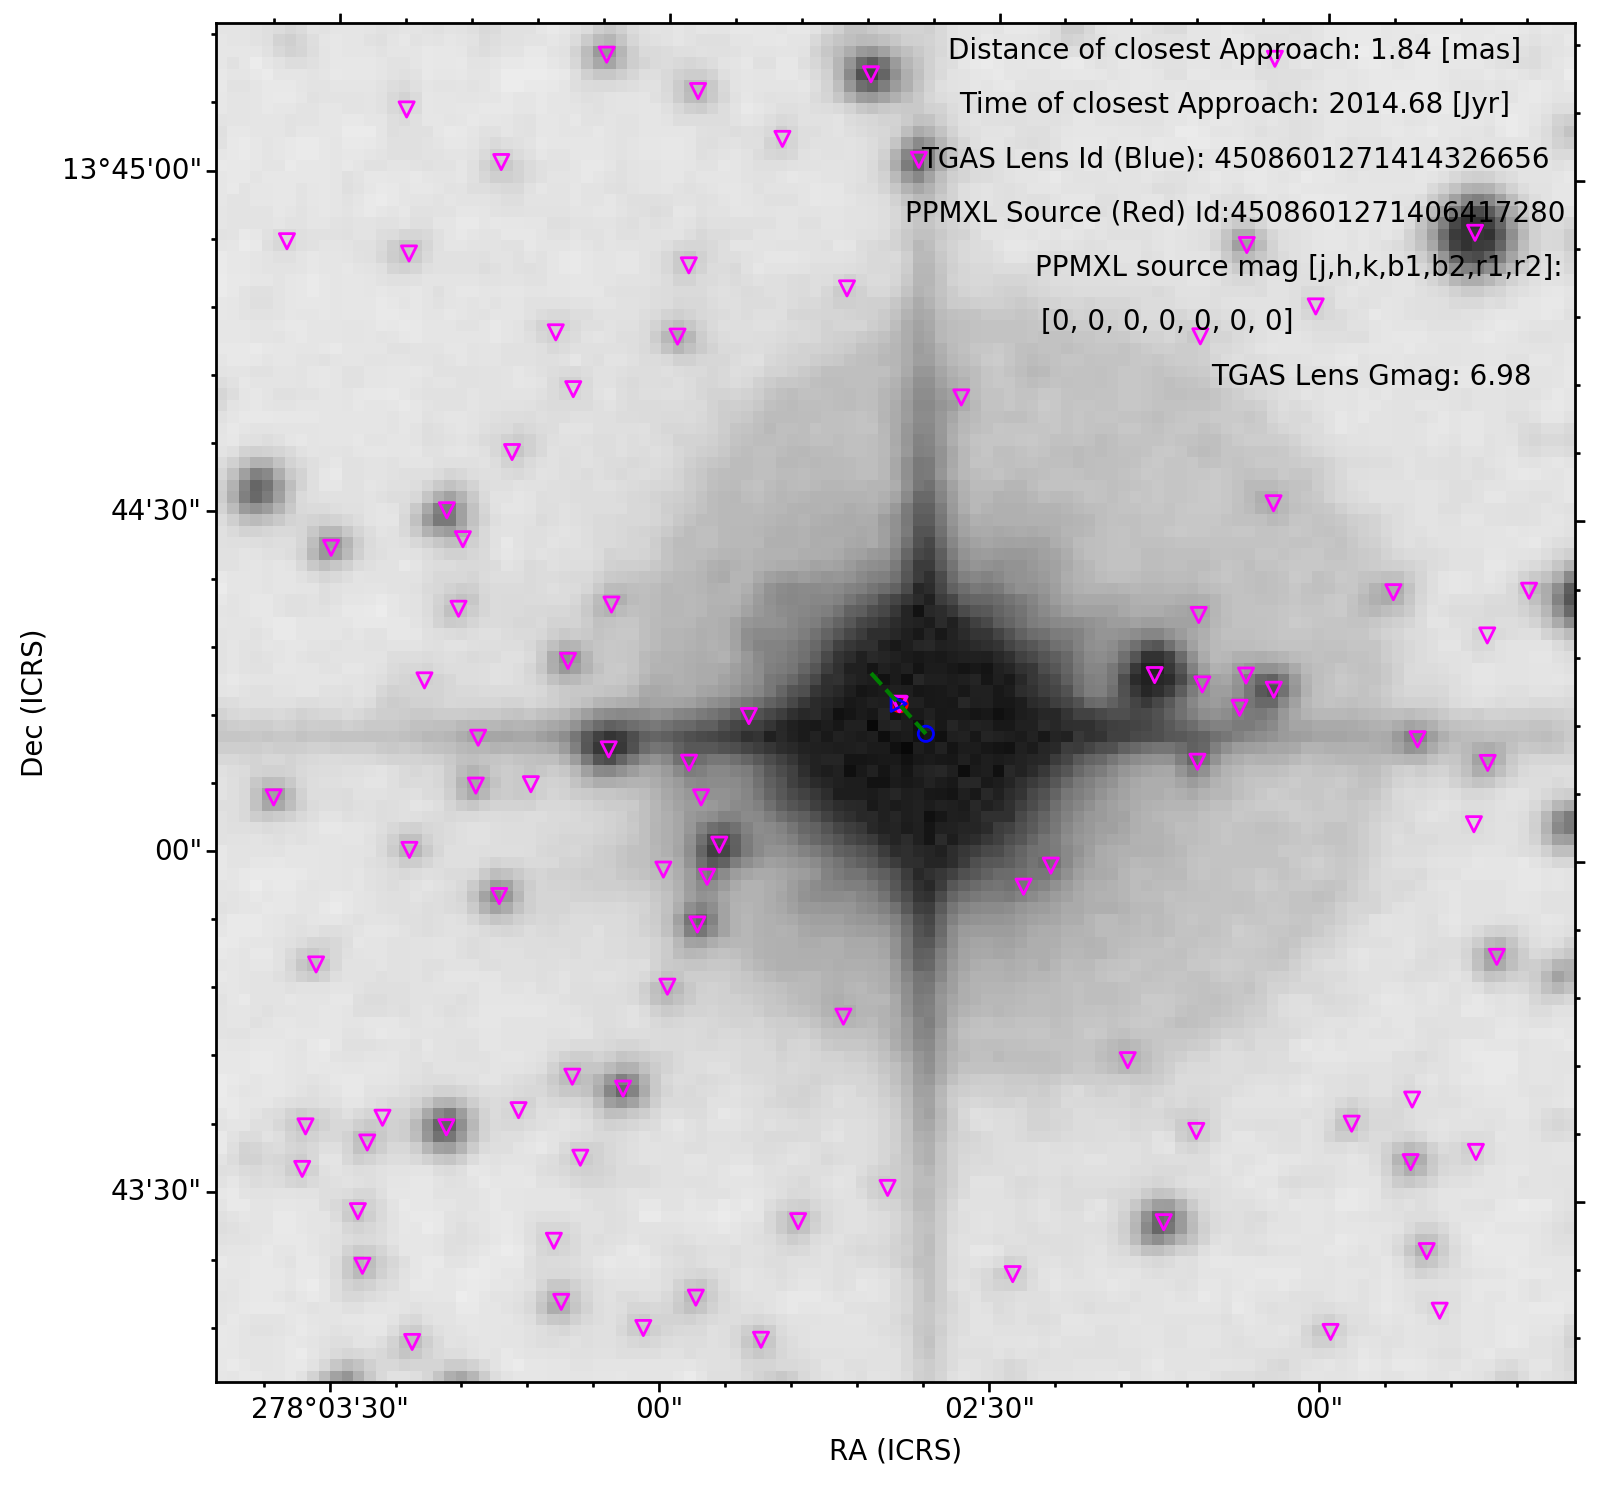 Distance of closest Approach: 1.84 [mas]
Time of closest Approach: 2014.68 [Jyr]
TGAS Lens Id (Blue): 4508601271414326656
PPMXL Source (Red) Id:4508601271406417280
PPMXL source mag [j,h,k,b1,b2,r1,r2]:
[0, 0, 0, 0, 0, 0, 0]
TGAS Lens Gmag: 6.98
13°45'00"
44'30"
00"
43'30"
Dec (ICRS)
278°03'30" 00" 02'30" 00"
RA (ICRS)